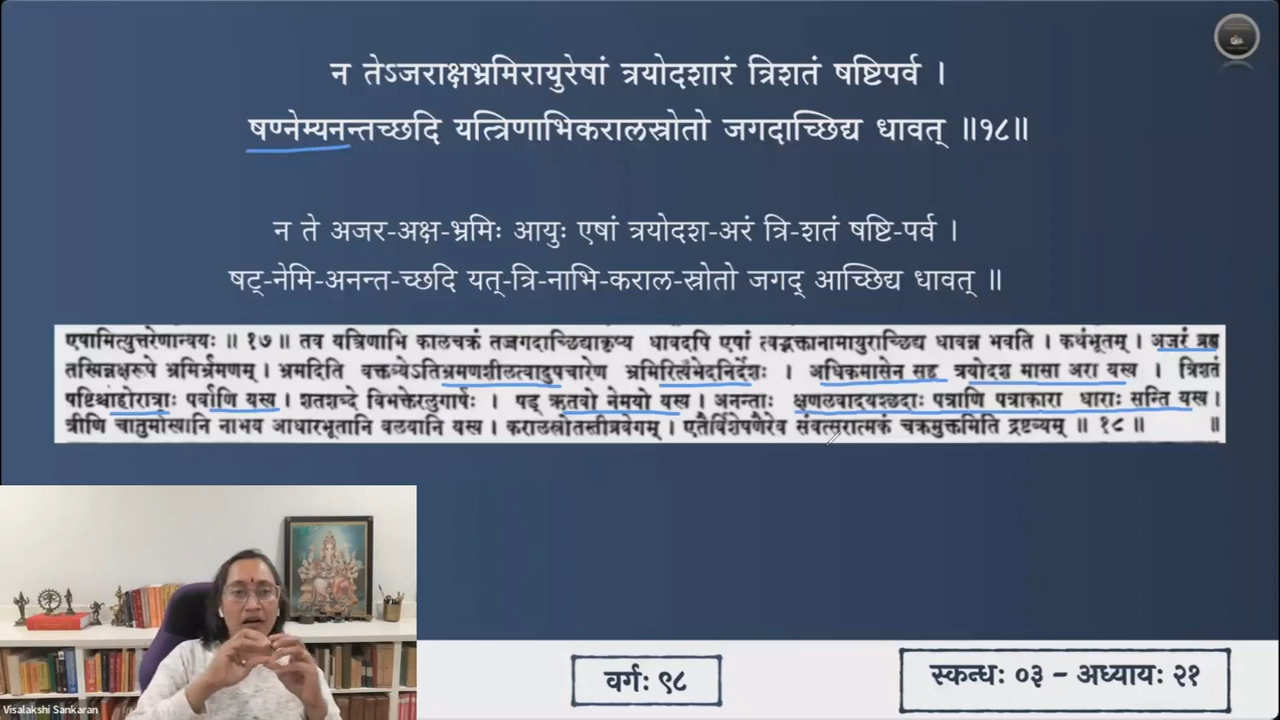 न तेऽजराक्षभ्रमिरायुरेषां त्रयोदशारं त्रिशतं षष्टिपर्व ।
षण्नेम्यनन्तच्छदि यत्त्रिणाभिकरालस्रोतो जगदाच्छिद्य धावत् ॥१८॥
न ते अजर-अक्ष-भ्रमिः आयुः एषां त्रयोदश-अरं त्रि-शतं षष्टि-पर्व ।
षट्-नेमि-अनन्त-च्छदि यत्-त्रि-नाभि-कराल-स्रोतो जगद् आच्छिद्य धावत् ॥
एषामित्युत्तरेणान्वयः ॥ १७ ॥ तव यत्त्रिणाभि कालचक्रं तज्जगदाच्छिद्याकृष्य धावदपि एषां त्वद्भक्तानामायुराच्छिद्य धावन्न भवति । कथंभूतम् । अजरं ब्रह्म
तस्मिन्नक्षरूपे भ्रमिर्भ्रमणम् । भ्रमदिति वक्तव्येऽतिभ्रमणशीलत्वादुपचारेण भ्रमिरित्यभेदनिर्देशः । अधिकमासेन सह त्रयोदश मासा अरा यस्य । त्रिशतं
षष्टिश्चाहोरात्राः पर्वाणि यस्य । शतशब्दे विभक्तेरलुगार्षः । षड् ऋतवो नेमयो यस्य । अनन्ताः क्षणलवादयश्छदाः पत्राणि पत्राकारा धाराः सन्ति यस्य ।
त्रीणि चातुर्मास्यानि नाभय आधारभूतानि वलयानि यस्य । करालस्रोतस्तीव्रवेगम् । एतैर्विशेषणैरेव संवत्सरात्मकं चक्रमुक्तमिति द्रष्टव्यम् ॥ १८ ॥ ॥
Visalakshi Sankaran
वर्गः ९८
स्कन्धः ०३ – अध्यायः २१